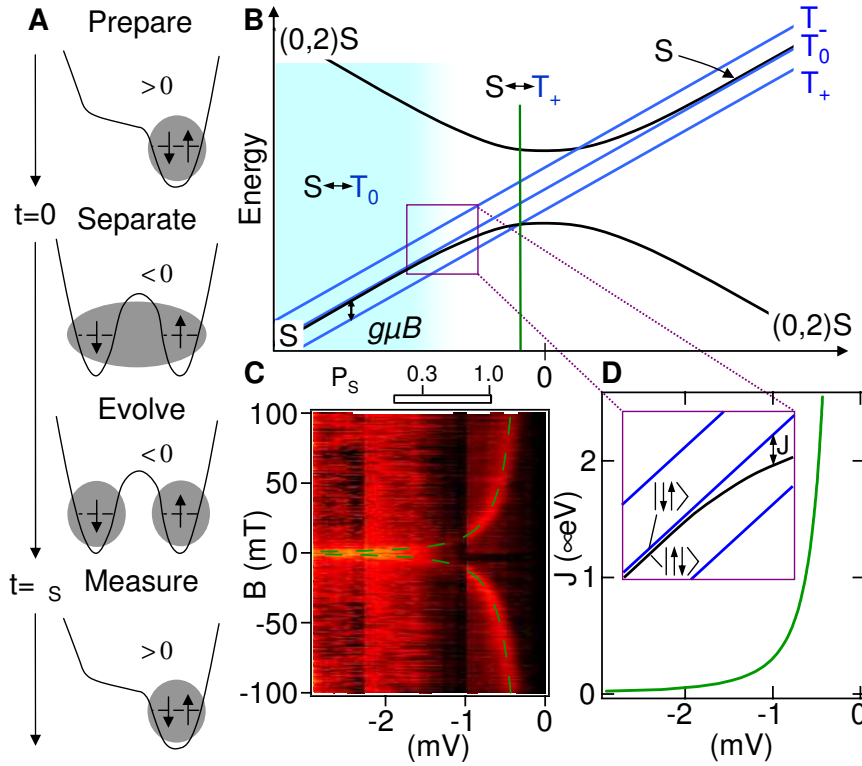 A
Prepare
>0
t=0
Separate
<0
Evolve
<0
t= S
Measure
>0
B
(0,2)S
S
T-
T0
T+
S↔T+
S↔T0
Energy
S
gμB
(0,2)S
0
C
PS
0.3
1.0
100
50
0
-50
-100
B (mT)
-2
-1
0
(mV)
D
J
|↓↑⟩
|↑↓⟩
2
1
0
J (∝eV)
-2
-1
0
(mV)